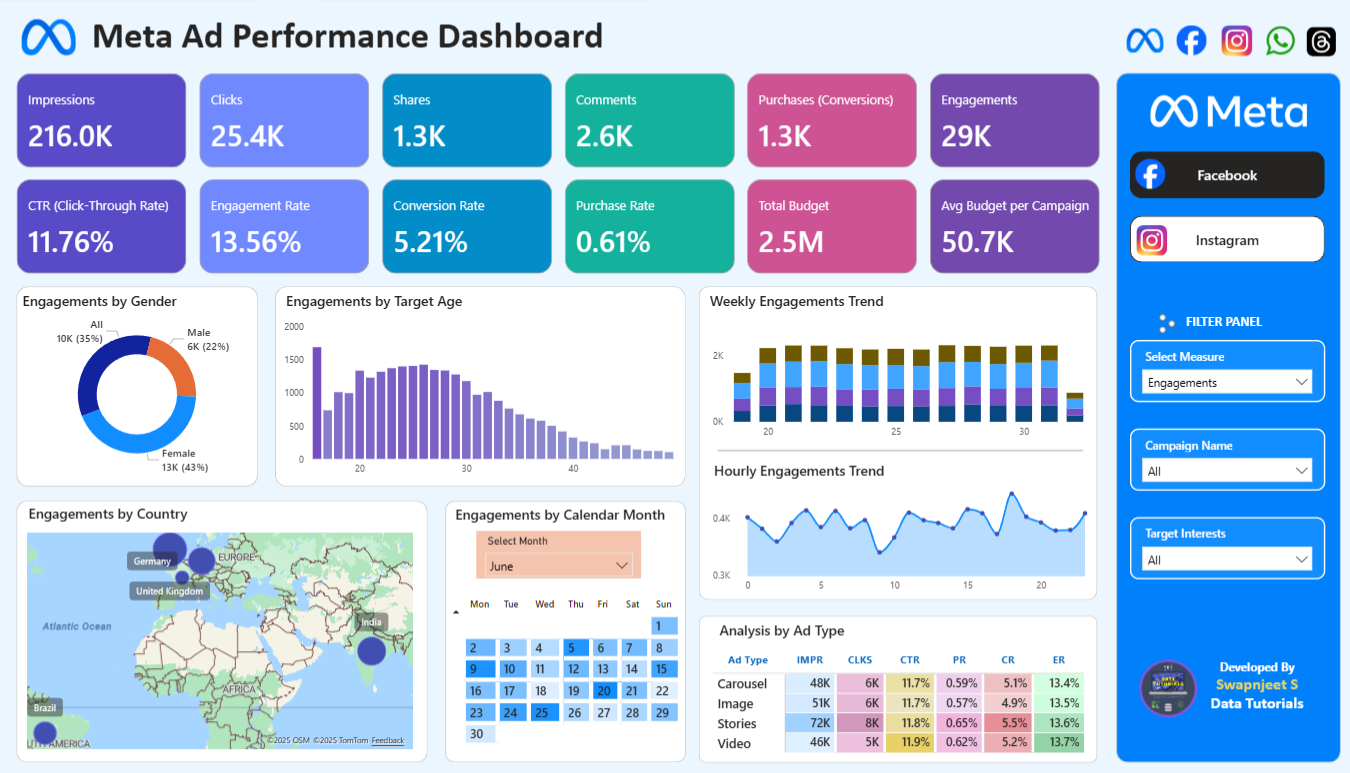 Meta Ad Performance Dashboard
Impressions
216.0K
Clicks
25.4K
Shares
1.3K
Comments
2.6K
Purchases (Conversions)
1.3K
Engagements
29K
CTR (Click-Through Rate)
11.76%
Engagement Rate
13.56%
Conversion Rate
5.21%
Purchase Rate
0.61%
Total Budget
2.5M
Avg Budget per Campaign
50.7K
Engagements by Gender
All
10K (35%)
Male
6K (22%)
Female
13K (43%)
Engagements by Target Age
2000
1500
1000
500
0
20 30 40
Weekly Engagements Trend
2K
0K
20 25 30
Hourly Engagements Trend
0.4K
0.3K
0 5 10 15 20
Engagements by Country
Germany
EUROPE
United Kingdom
Atlantic Ocean
India
AFRICA
Brazil
AMERICA
©2025 OSM ©2025 TomTom Feedback
Engagements by Calendar Month
Select Month
June
Mon Tue Wed Thu Fri Sat Sun
1
2 3 4 5 6 7 8
9 10 11 12 13 14 15
16 17 18 19 20 21 22
23 24 25 26 27 28 29
30
Analysis by Ad Type
Ad Type IMPR CLKS CTR PR CR ER
Carousel 48K 6K 11.7% 0.59% 5.1% 13.4%
Image 51K 6K 11.7% 0.57% 4.9% 13.5%
Stories 72K 8K 11.8% 0.65% 5.5% 13.6%
Video 46K 5K 11.9% 0.62% 5.2% 13.7%
Meta
Facebook
Instagram
FILTER PANEL
Select Measure
Engagements
Campaign Name
All
Target Interests
All
Developed By
Swapnjeet S
Data Tutorials